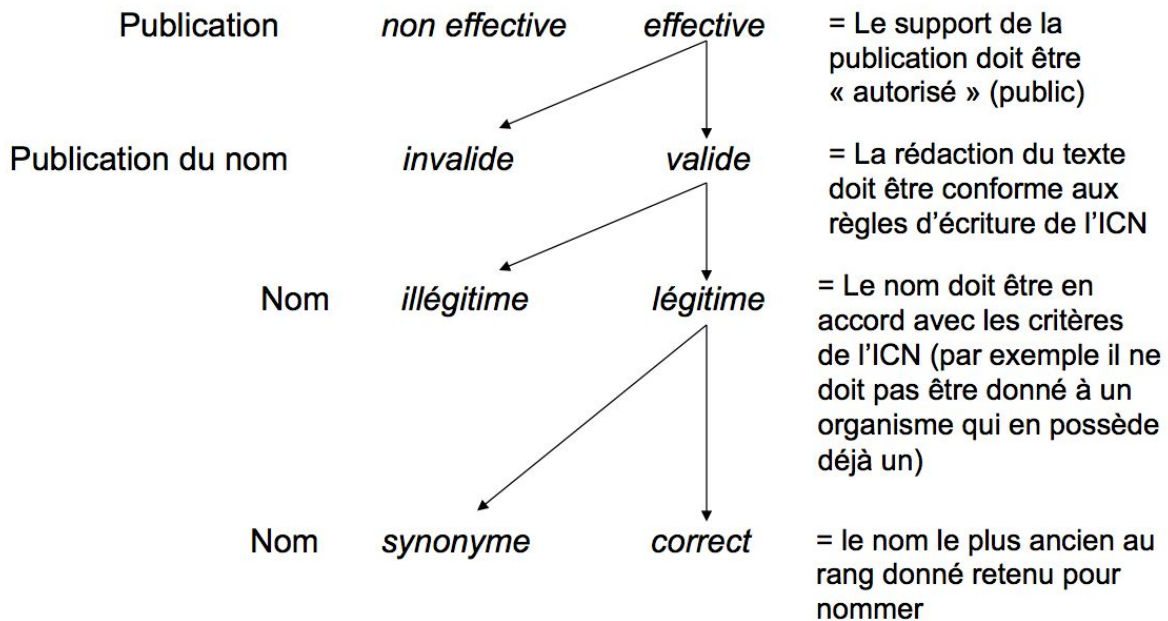 Publication non effective effective = Le support de la
publication doit être
« autorisé » (public)
Publication du nom invalide valide = La rédaction du texte
doit être conforme aux
règles d'écriture de l'ICN
Nom illégitime légitime = Le nom doit être en
accord avec les critères
de l'ICN (par exemple il ne
doit pas être donné à un
organisme qui en possède
déjà un)
Nom synonyme correct = le nom le plus ancien au
rang donné retenu pour
nommer